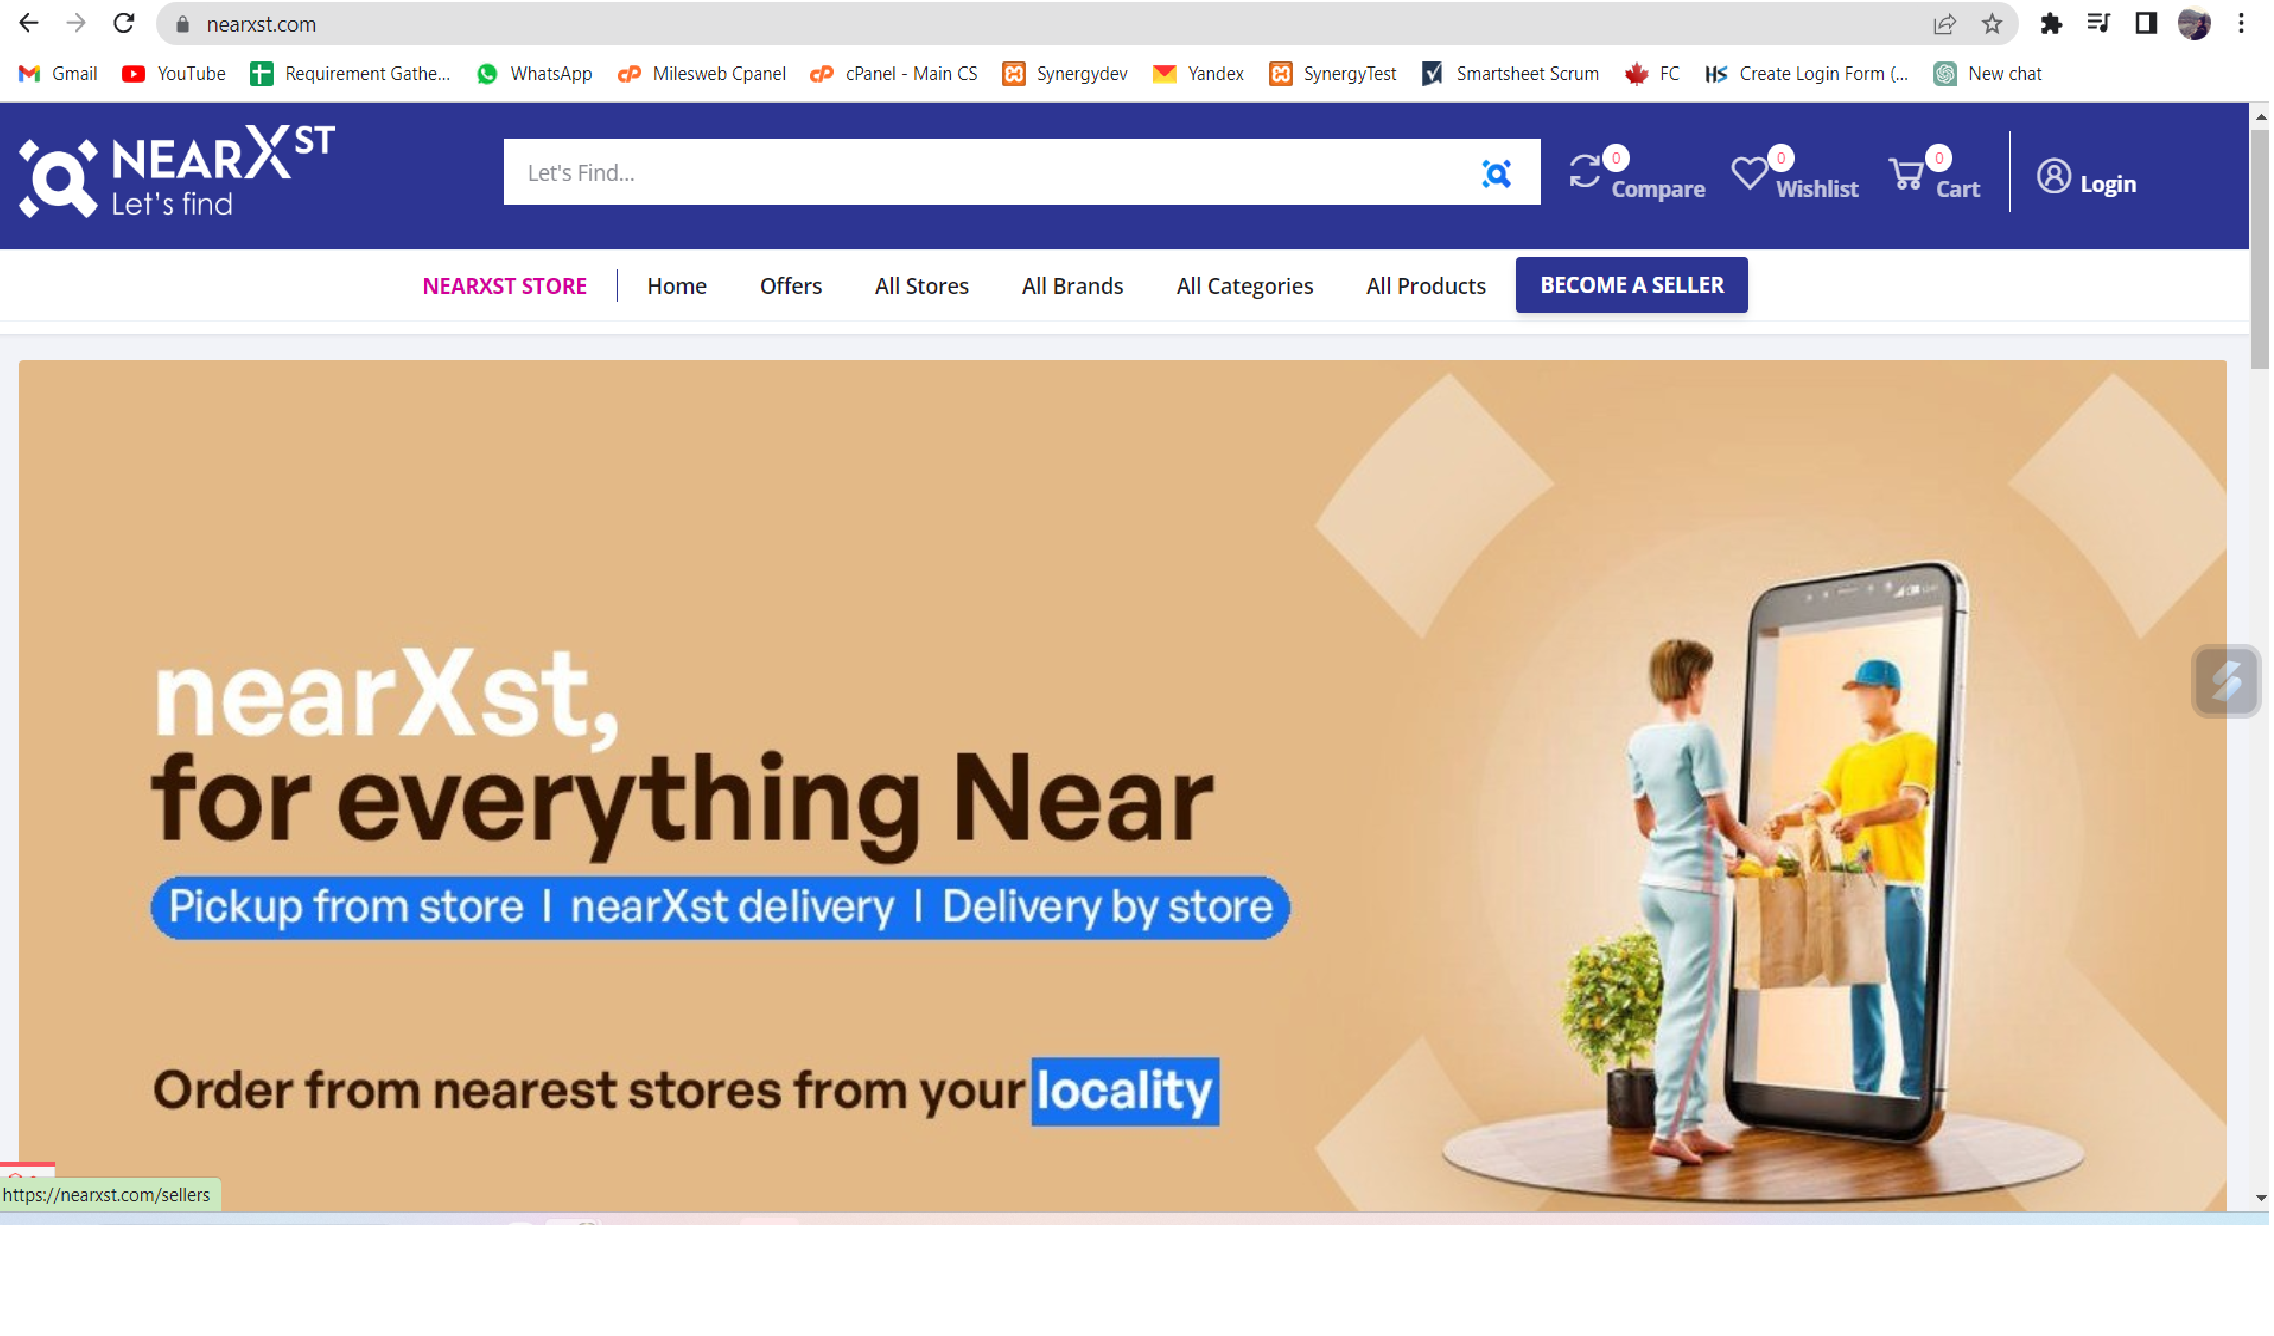 nearxst.com
Gmail YouTube Requirement Gathe... WhatsApp Milesweb Cpanel cPanel - Main CS Synergydev Yandex SynergyTest Smartsheet Scrum FC HS Create Login Form (... New chat
NEARXST
Let's find
Let's Find...
0 Compare
0 Wishlist
0 Cart
Login
NEARXST STORE Home Offers All Stores All Brands All Categories All Products BECOME A SELLER
nearXst,
for everything Near
Pickup from store | nearXst delivery | Delivery by store
Order from nearest stores from your locality
https://nearxst.com/sellers